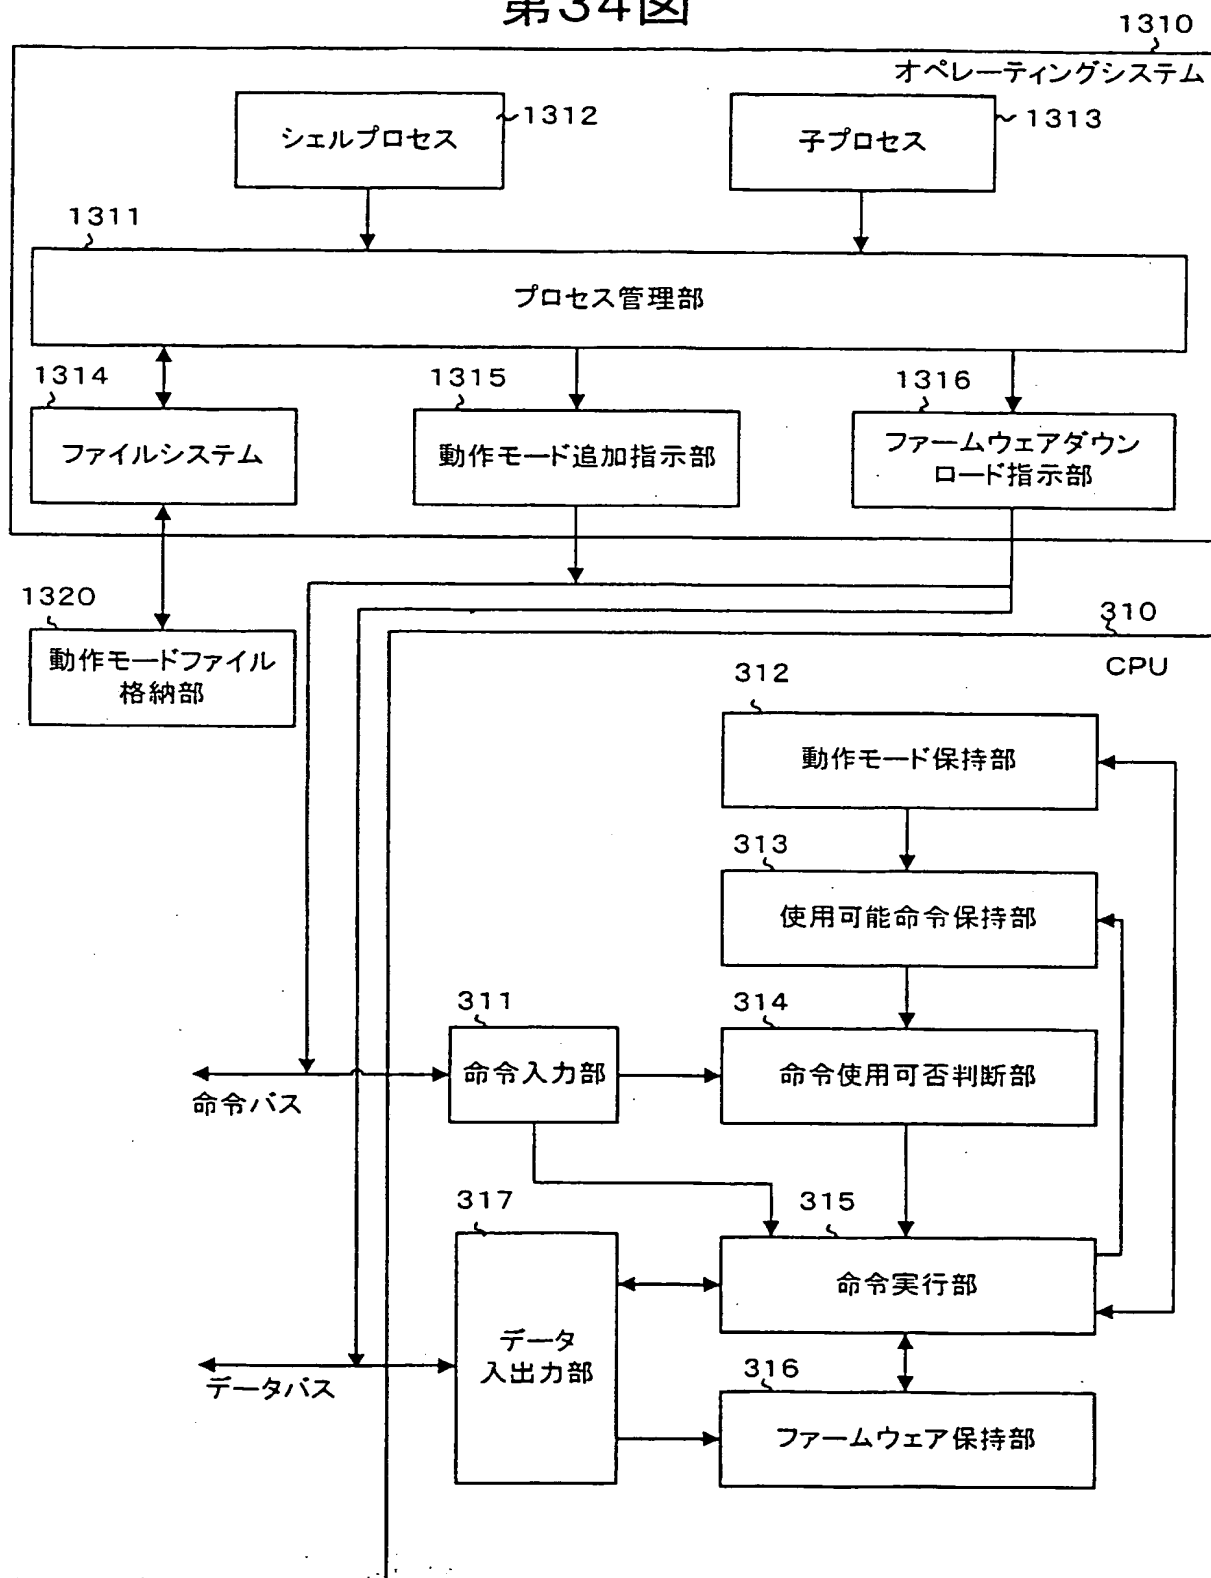 第34図
1310
オペレーティングシステム
シェルプロセス
1312
子プロセス
1313
1311
プロセス管理部
1314
ファイルシステム
1315
動作モード追加指示部
1316
ファームウェアダウン
ロード指示部
1320
動作モードファイル
格納部
310
CPU
312
動作モード保持部
313
使用可能命令保持部
311
命令入力部
314
命令使用可否判断部
命令バス
317
データ
入出力部
315
命令実行部
データバス
316
ファームウェア保持部